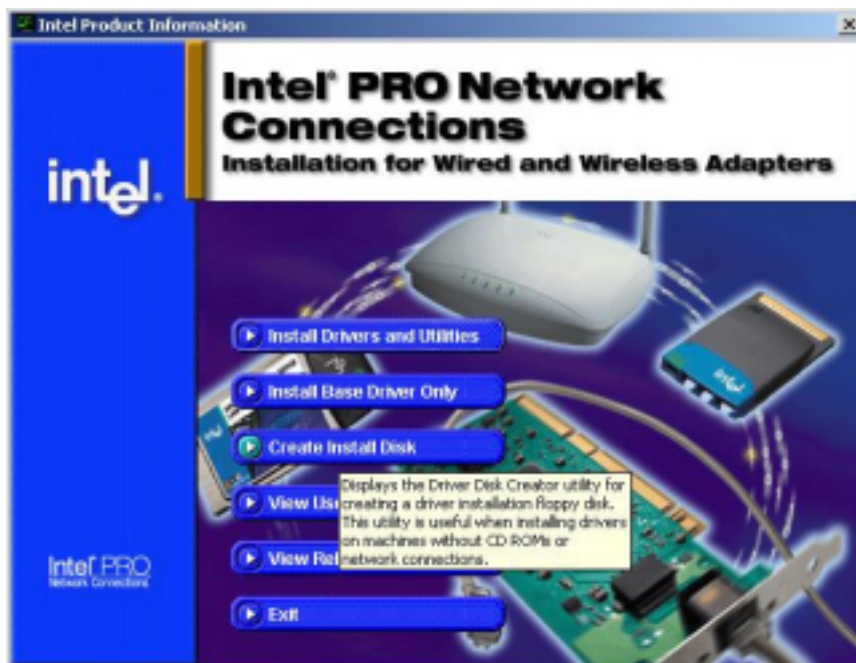 Intel Product Information
Intel® PRO Network
Connections
Installation for Wired and Wireless Adapters
intel.
Install Drivers and Utilities
Install Base Driver Only
intel
Create Install Disk
Displays the Driver Disk Creator utility for
creating a driver installation floppy disk.
This utility is useful when installing drivers
on machines without CD ROMs or
network connections.
View
View
Intel PRO
Network Connections
Exit